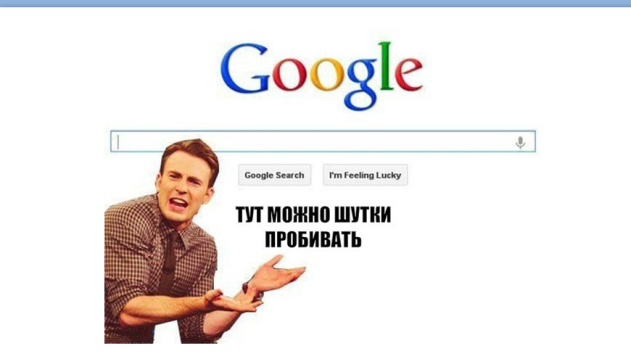 Google
Google Search
I'm Feeling Lucky
ТУТ МОЖНО ШУТКИ
ПРОБИВАТЬ